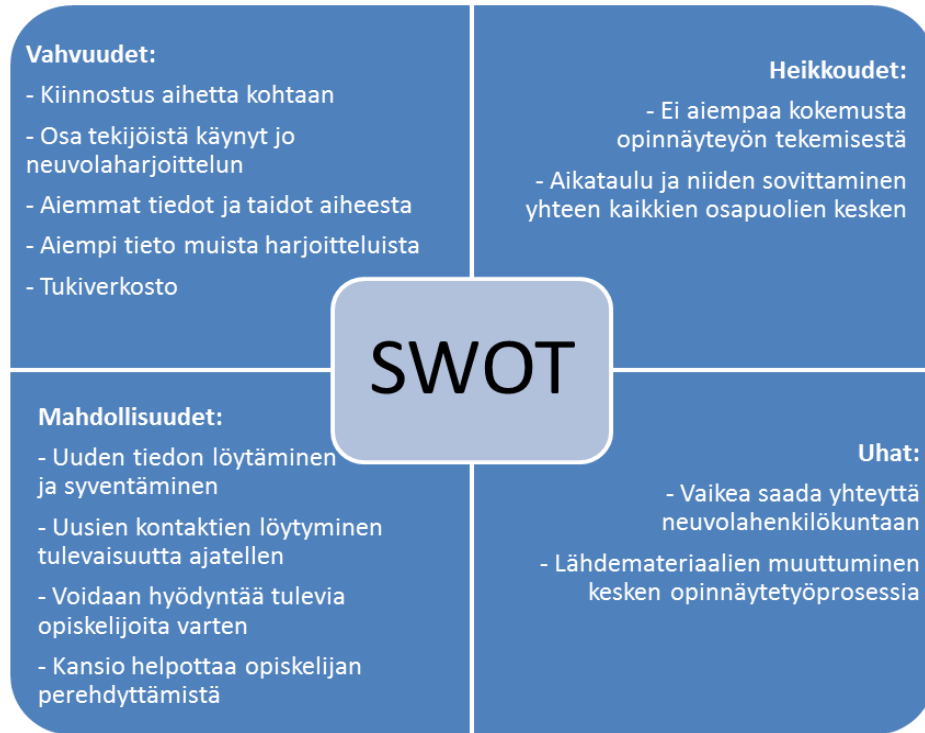 Vahvuudet:
- Kiinnostus aihetta kohtaan
- Osa tekijöistä käynyt jo
neuvolaharjoittelun
- Aiemmat tiedot ja taidot aiheesta
- Aiempi tieto muista harjoitteluista
- Tukiverkosto
Heikkoudet:
- Ei aiempaa kokemusta
opinnäyteyön tekemisestä
- Aikataulu ja niiden sovittaminen
yhteen kaikkien osapuolien kesken
SWOT
Mahdollisuudet:
- Uuden tiedon löytäminen
ja syventäminen
- Uusien kontaktien löytyminen
tulevaisuutta ajatellen
- Voidaan hyödyntää tulevia
opiskelijoita varten
- Kansio helpottaa opiskelijan
perehdyttämistä
Uhat:
- Vaikea saada yhteyttä
neuvolahenkilökuntaan
- Lähdemateriaalien muuttuminen
kesken opinnäytetyöprosessia